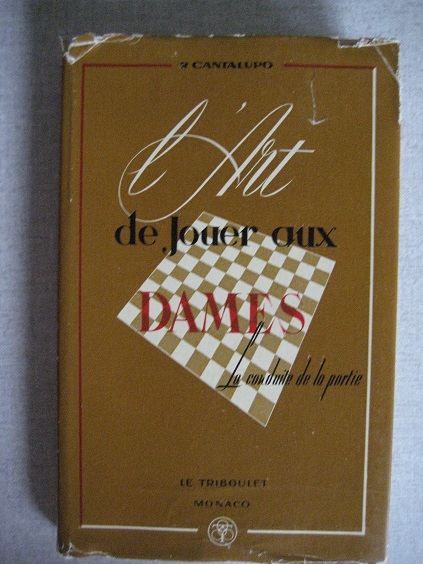 R CANTALUPO
l'Art
de Jouer aux
DAMES
La conduite de la partie
LE TRIBOULET
MONACO